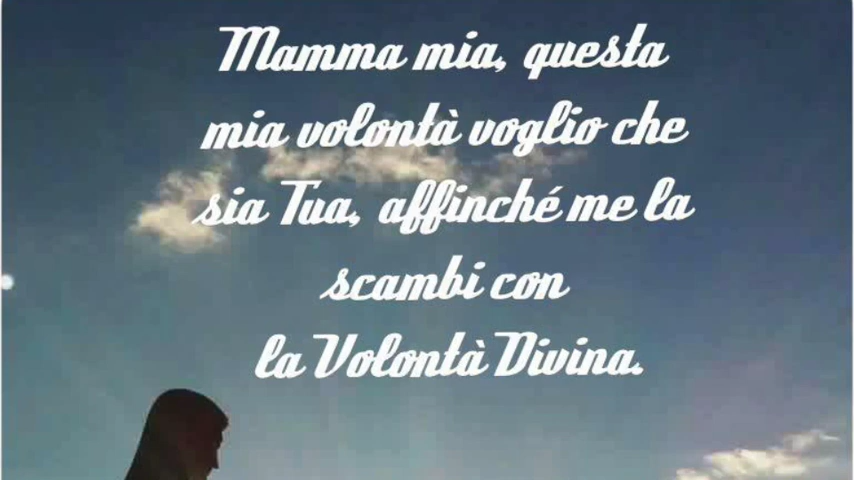 Mamma mia, questa
mia volontà voglio che
sia Tua, affinché me la
scambi con
la Volontà Divina.